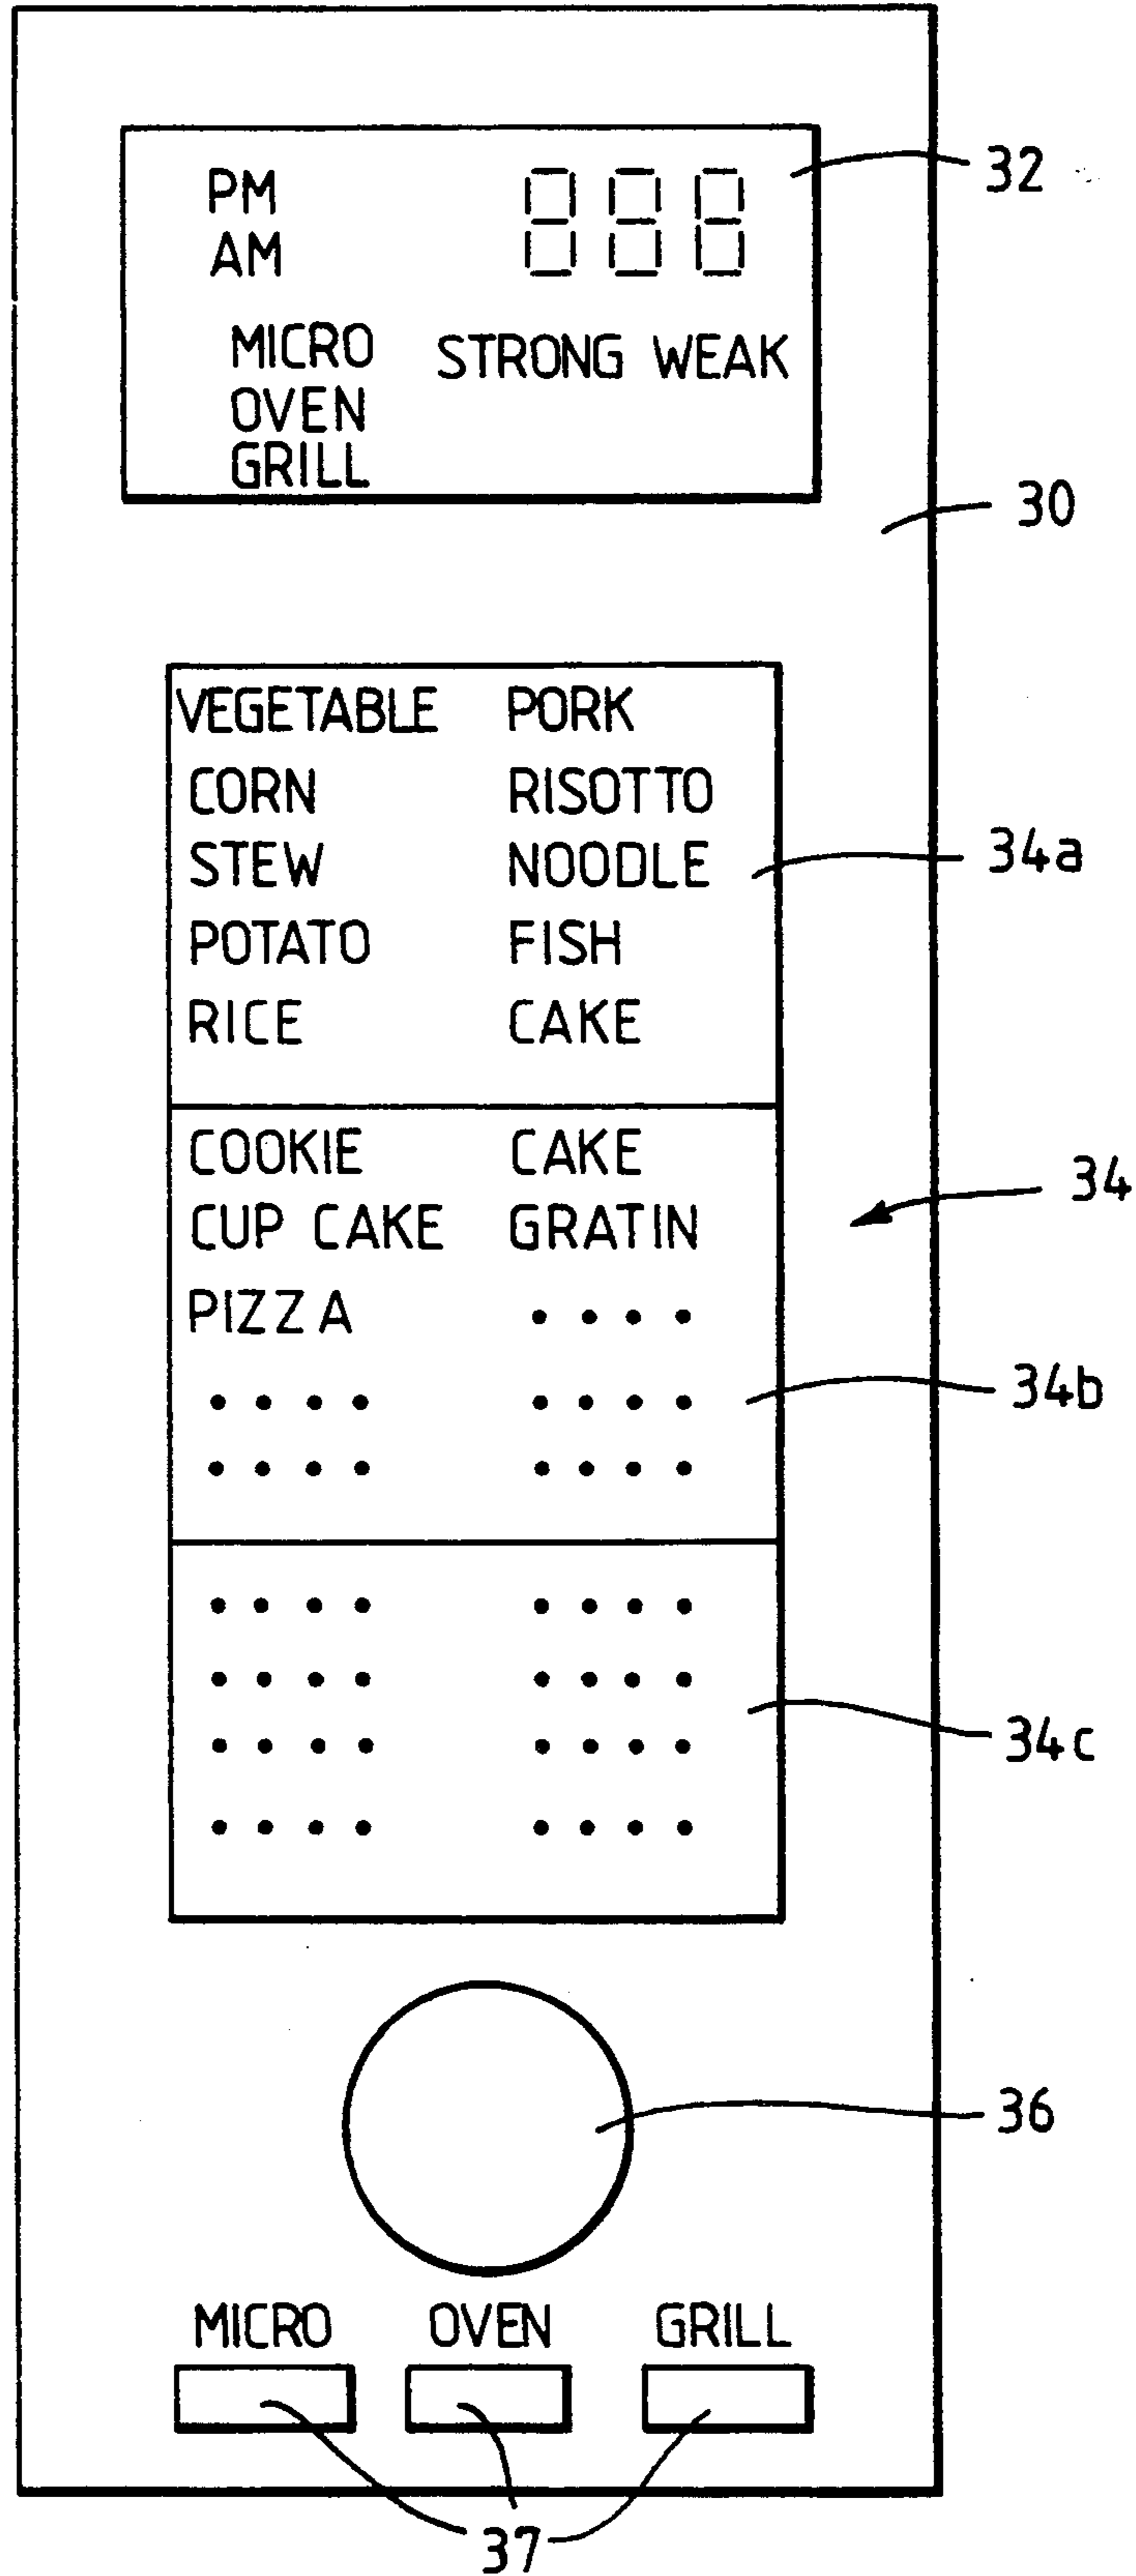 PM 888 32
AM
MICRO STRONG WEAK
OVEN
GRILL
30
VEGETABLE PORK
CORN RISOTTO
STEW NOODLE 34a
POTATO FISH
RICE CAKE
COOKIE CAKE
34
CUP CAKE GRATIN
PIZZA • • • •
• • • • • • • • 34b
• • • • • • • •
• • • • • • • •
• • • • • • • •
34c
• • • • • • • •
• • • • • • • •
36
MICRO OVEN GRILL
37